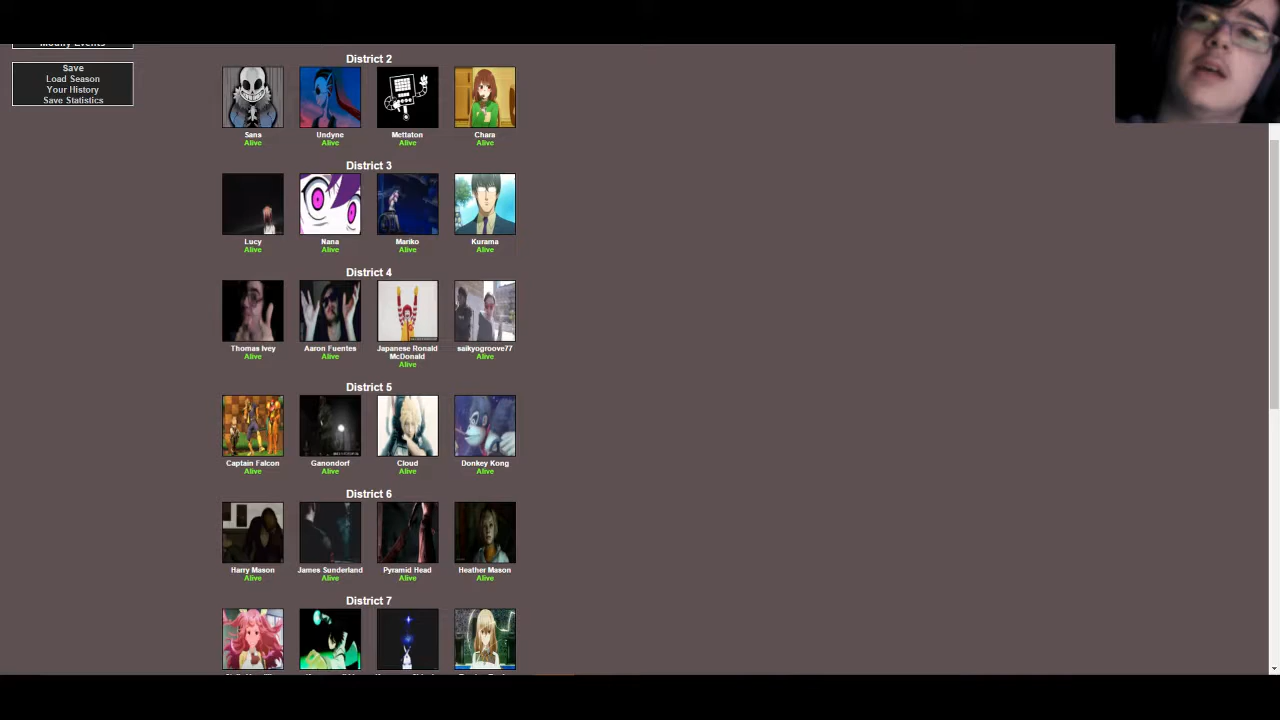 Modify Events
Save
Load Season
Your History
Save Statistics
District 2
Sans Undyne Mettaton Chara
Alive Alive Alive Alive
District 3
Lucy Nana Mariko Kurama
Alive Alive Alive Alive
District 4
Thomas Ivey Aaron Fuentes Japanese Ronald saikyogroove77
Alive Alive McDonald Alive
Alive
District 5
Captain Falcon Ganondorf Cloud Donkey Kong
Alive Alive Alive Alive
District 6
Harry Mason James Sunderland Pyramid Head Heather Mason
Alive Alive Alive Alive
District 7